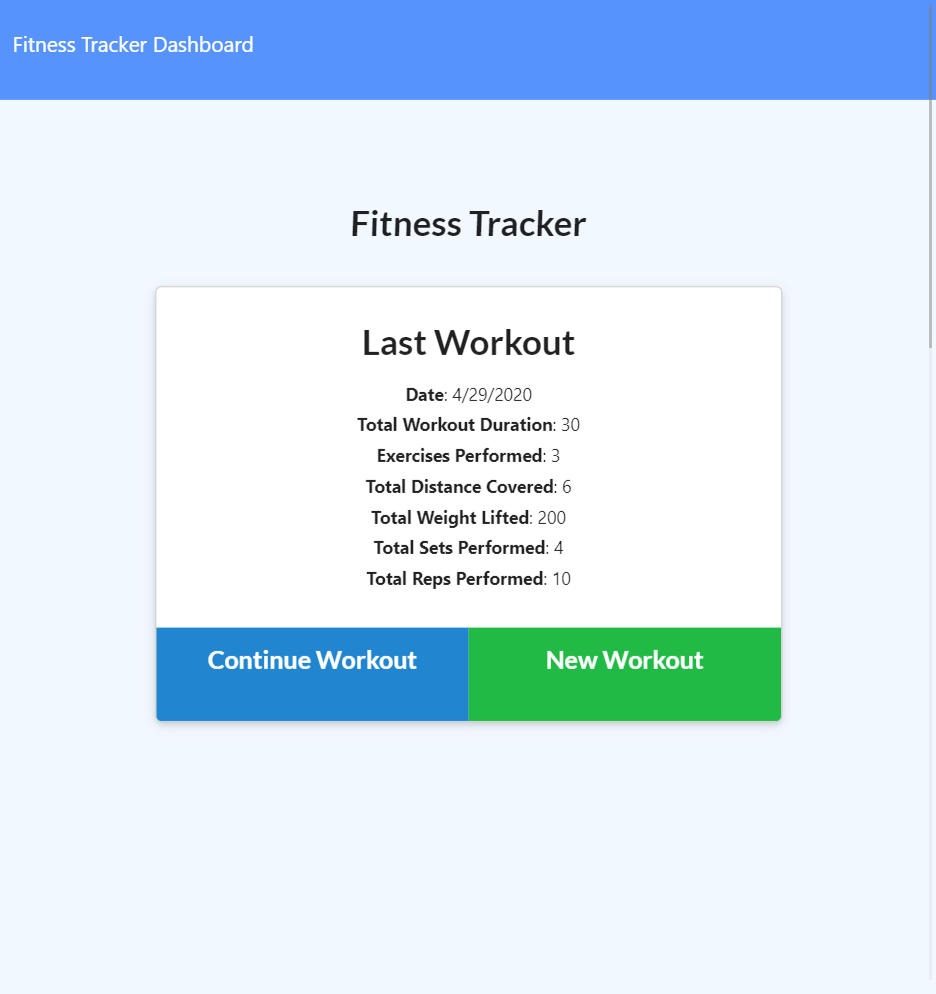 Fitness Tracker Dashboard
Fitness Tracker
Last Workout
Date: 4/29/2020
Total Workout Duration: 30
Exercises Performed: 3
Total Distance Covered: 6
Total Weight Lifted: 200
Total Sets Performed: 4
Total Reps Performed: 10
Continue Workout
New Workout